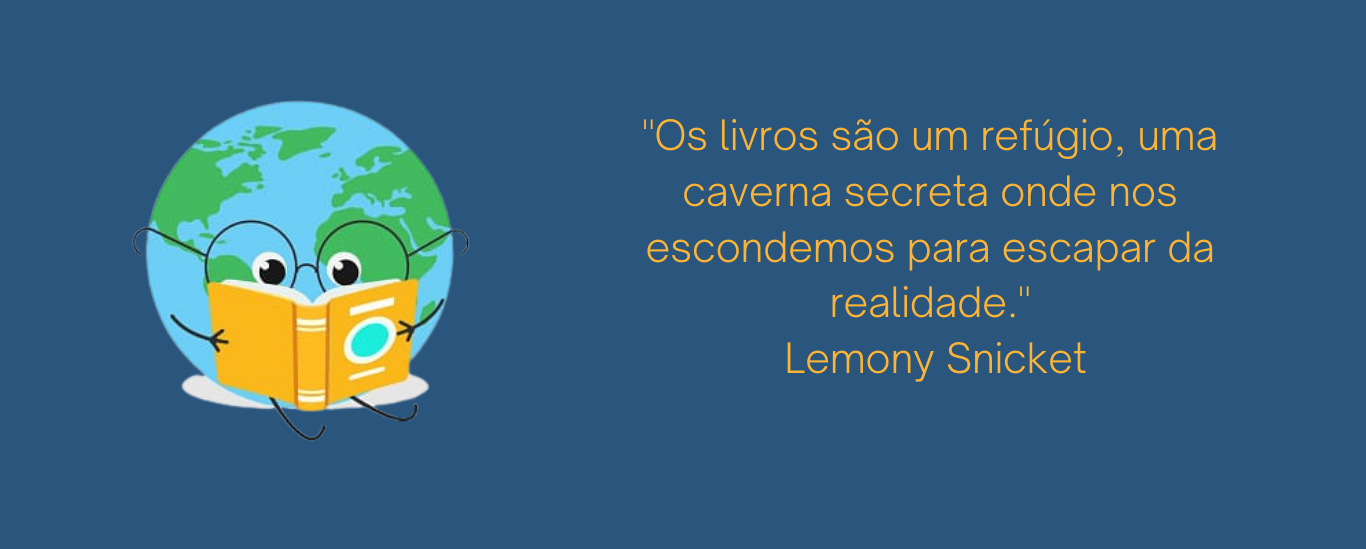 "Os livros são um refúgio, uma
caverna secreta onde nos
escondemos para escapar da
realidade."
Lemony Snicket